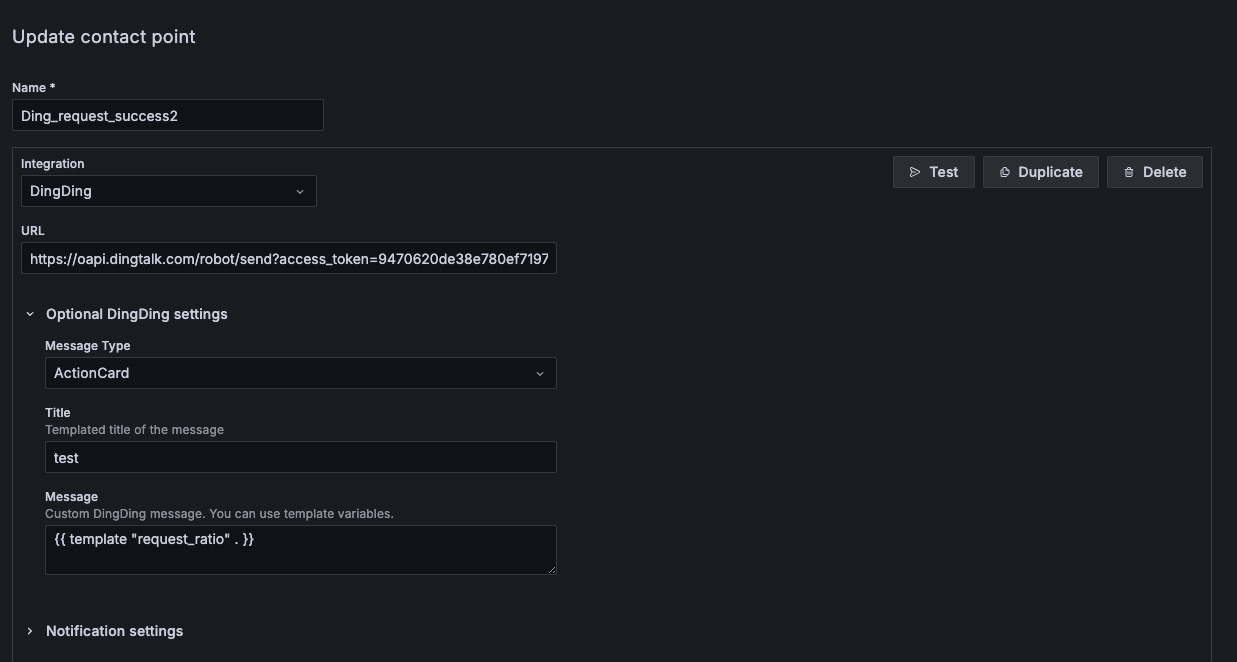 Update contact point
Name *
Ding_request_success2
Integration
DingDing
Test
Duplicate
Delete
URL
https://oapi.dingtalk.com/robot/send?access_token=9470620de38e780ef7197
Optional DingDing settings
Message Type
ActionCard
Title
Templated title of the message
test
Message
Custom DingDing message. You can use template variables.
{{ template "request_ratio" . }}
Notification settings